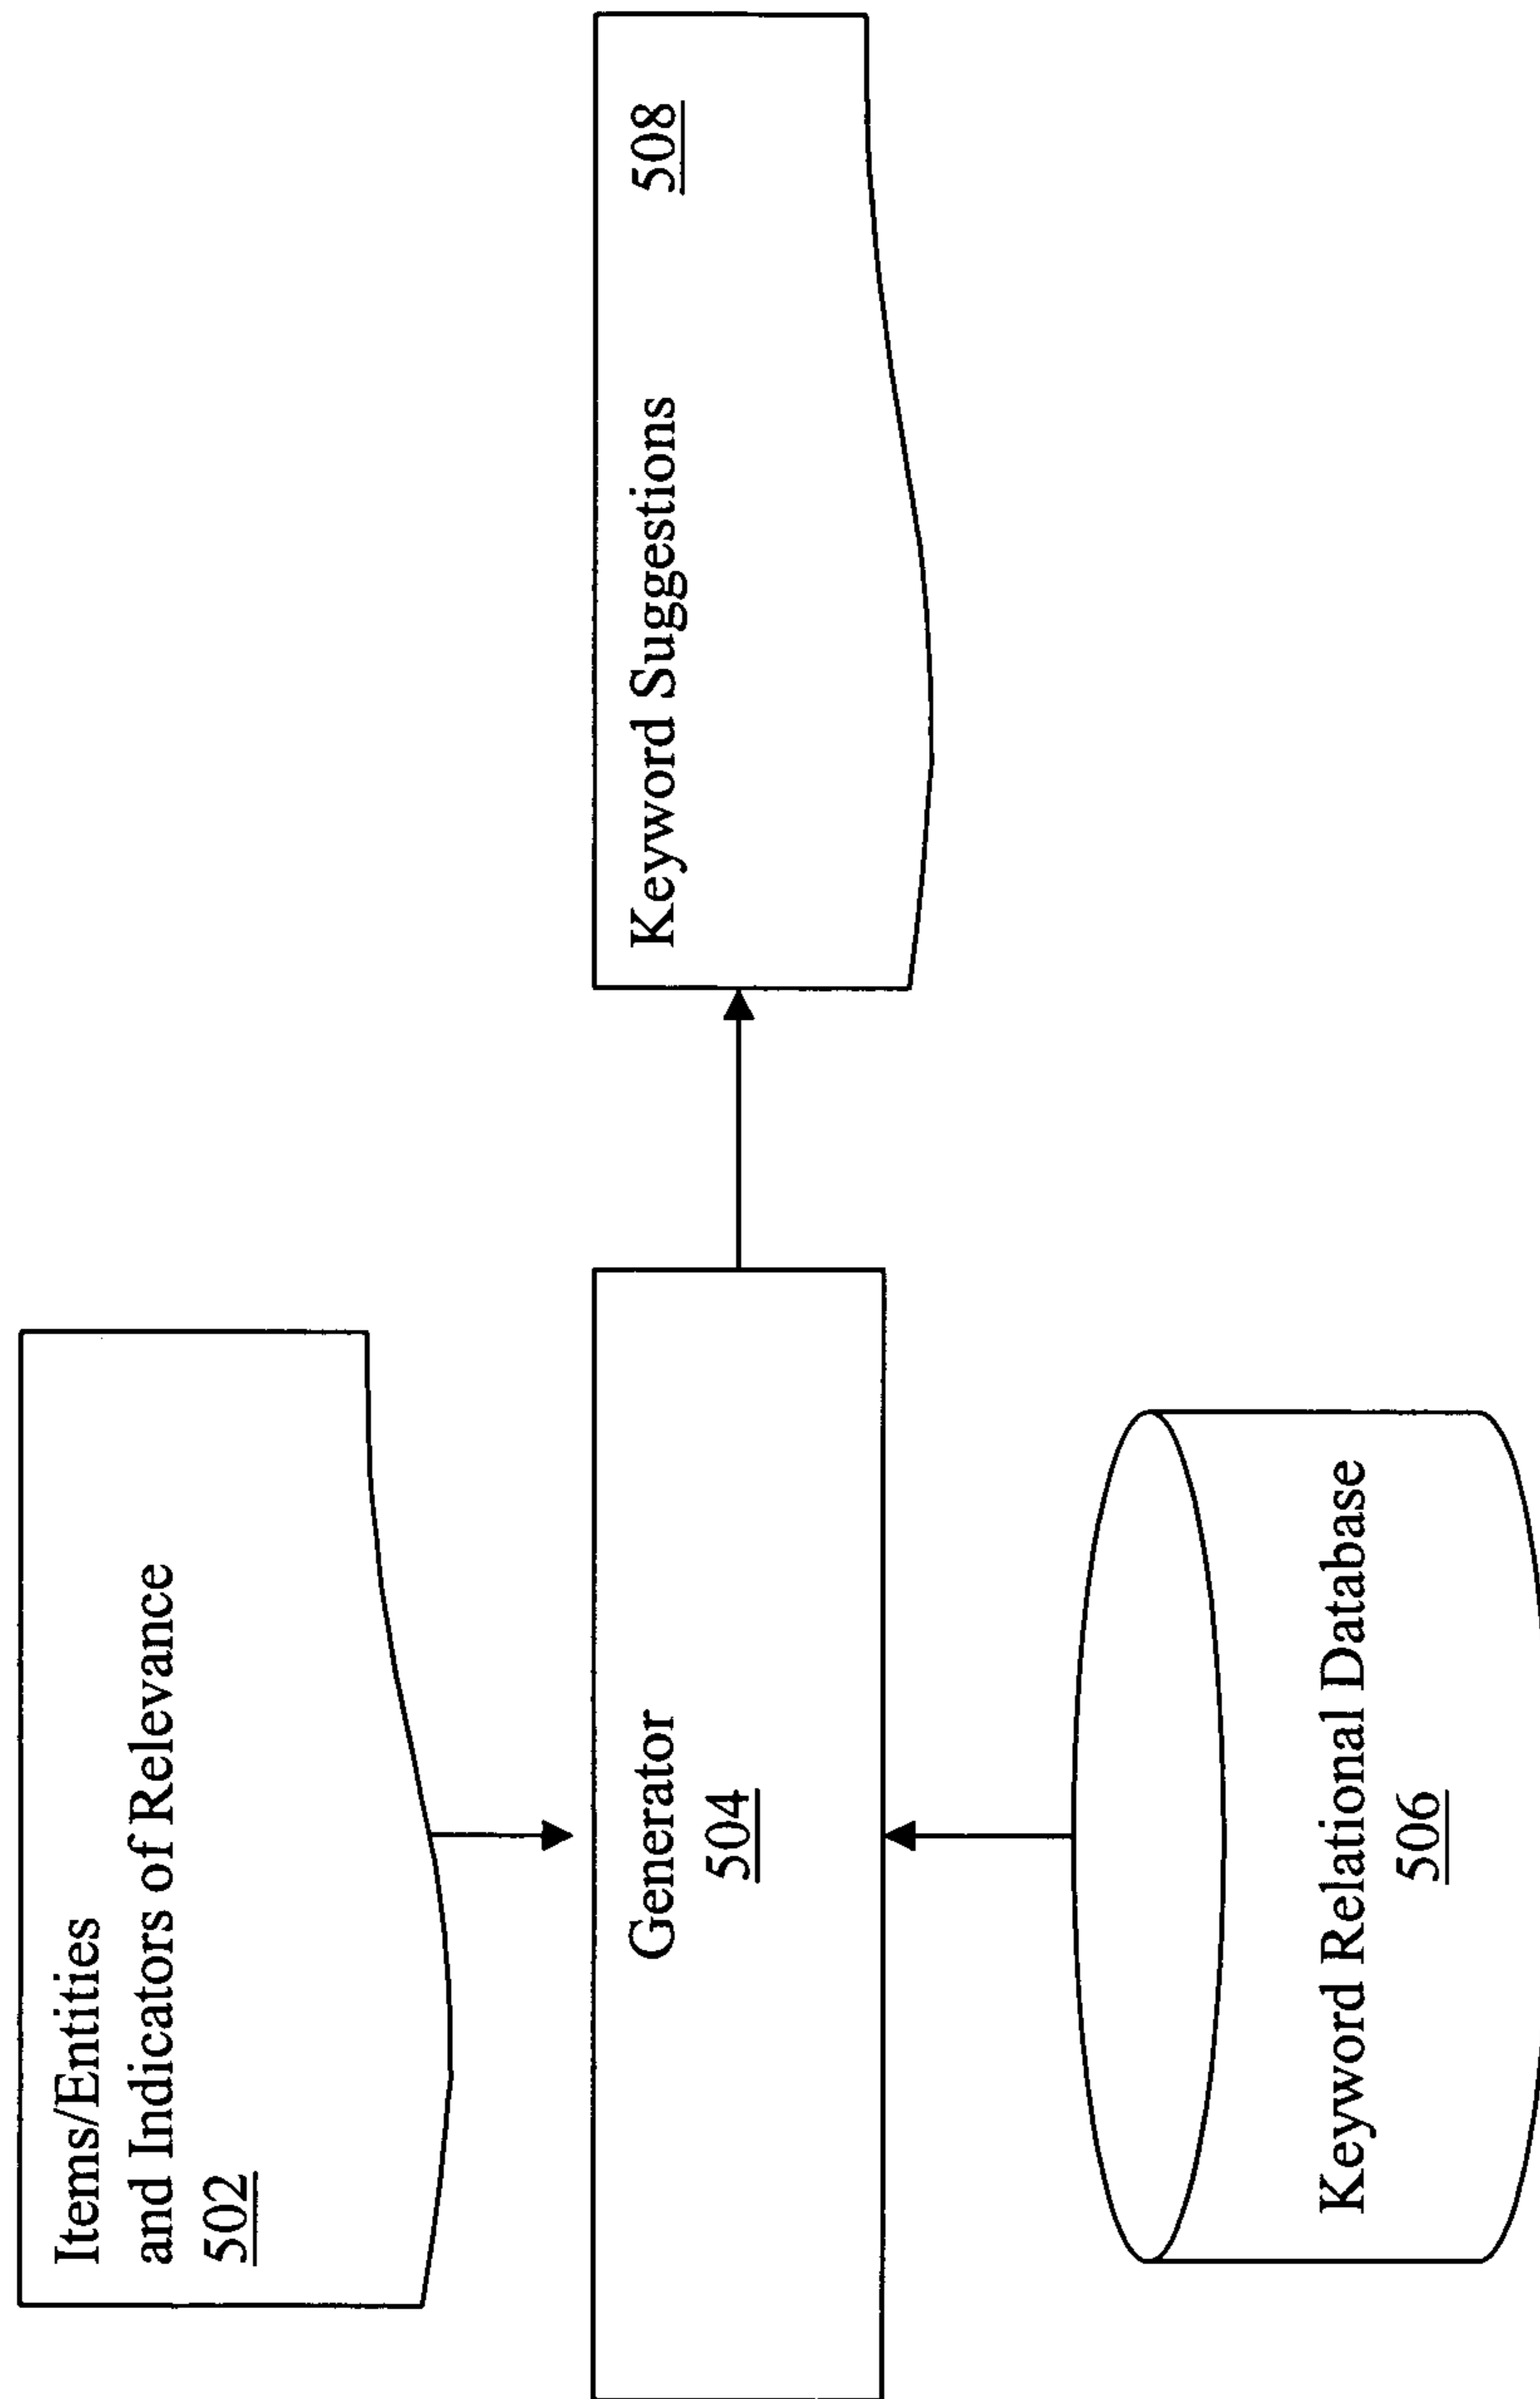 Items/Entities
and Indicators of Relevance
502
Generator
504
Keyword Relational Database
506
Keyword Suggestions 508